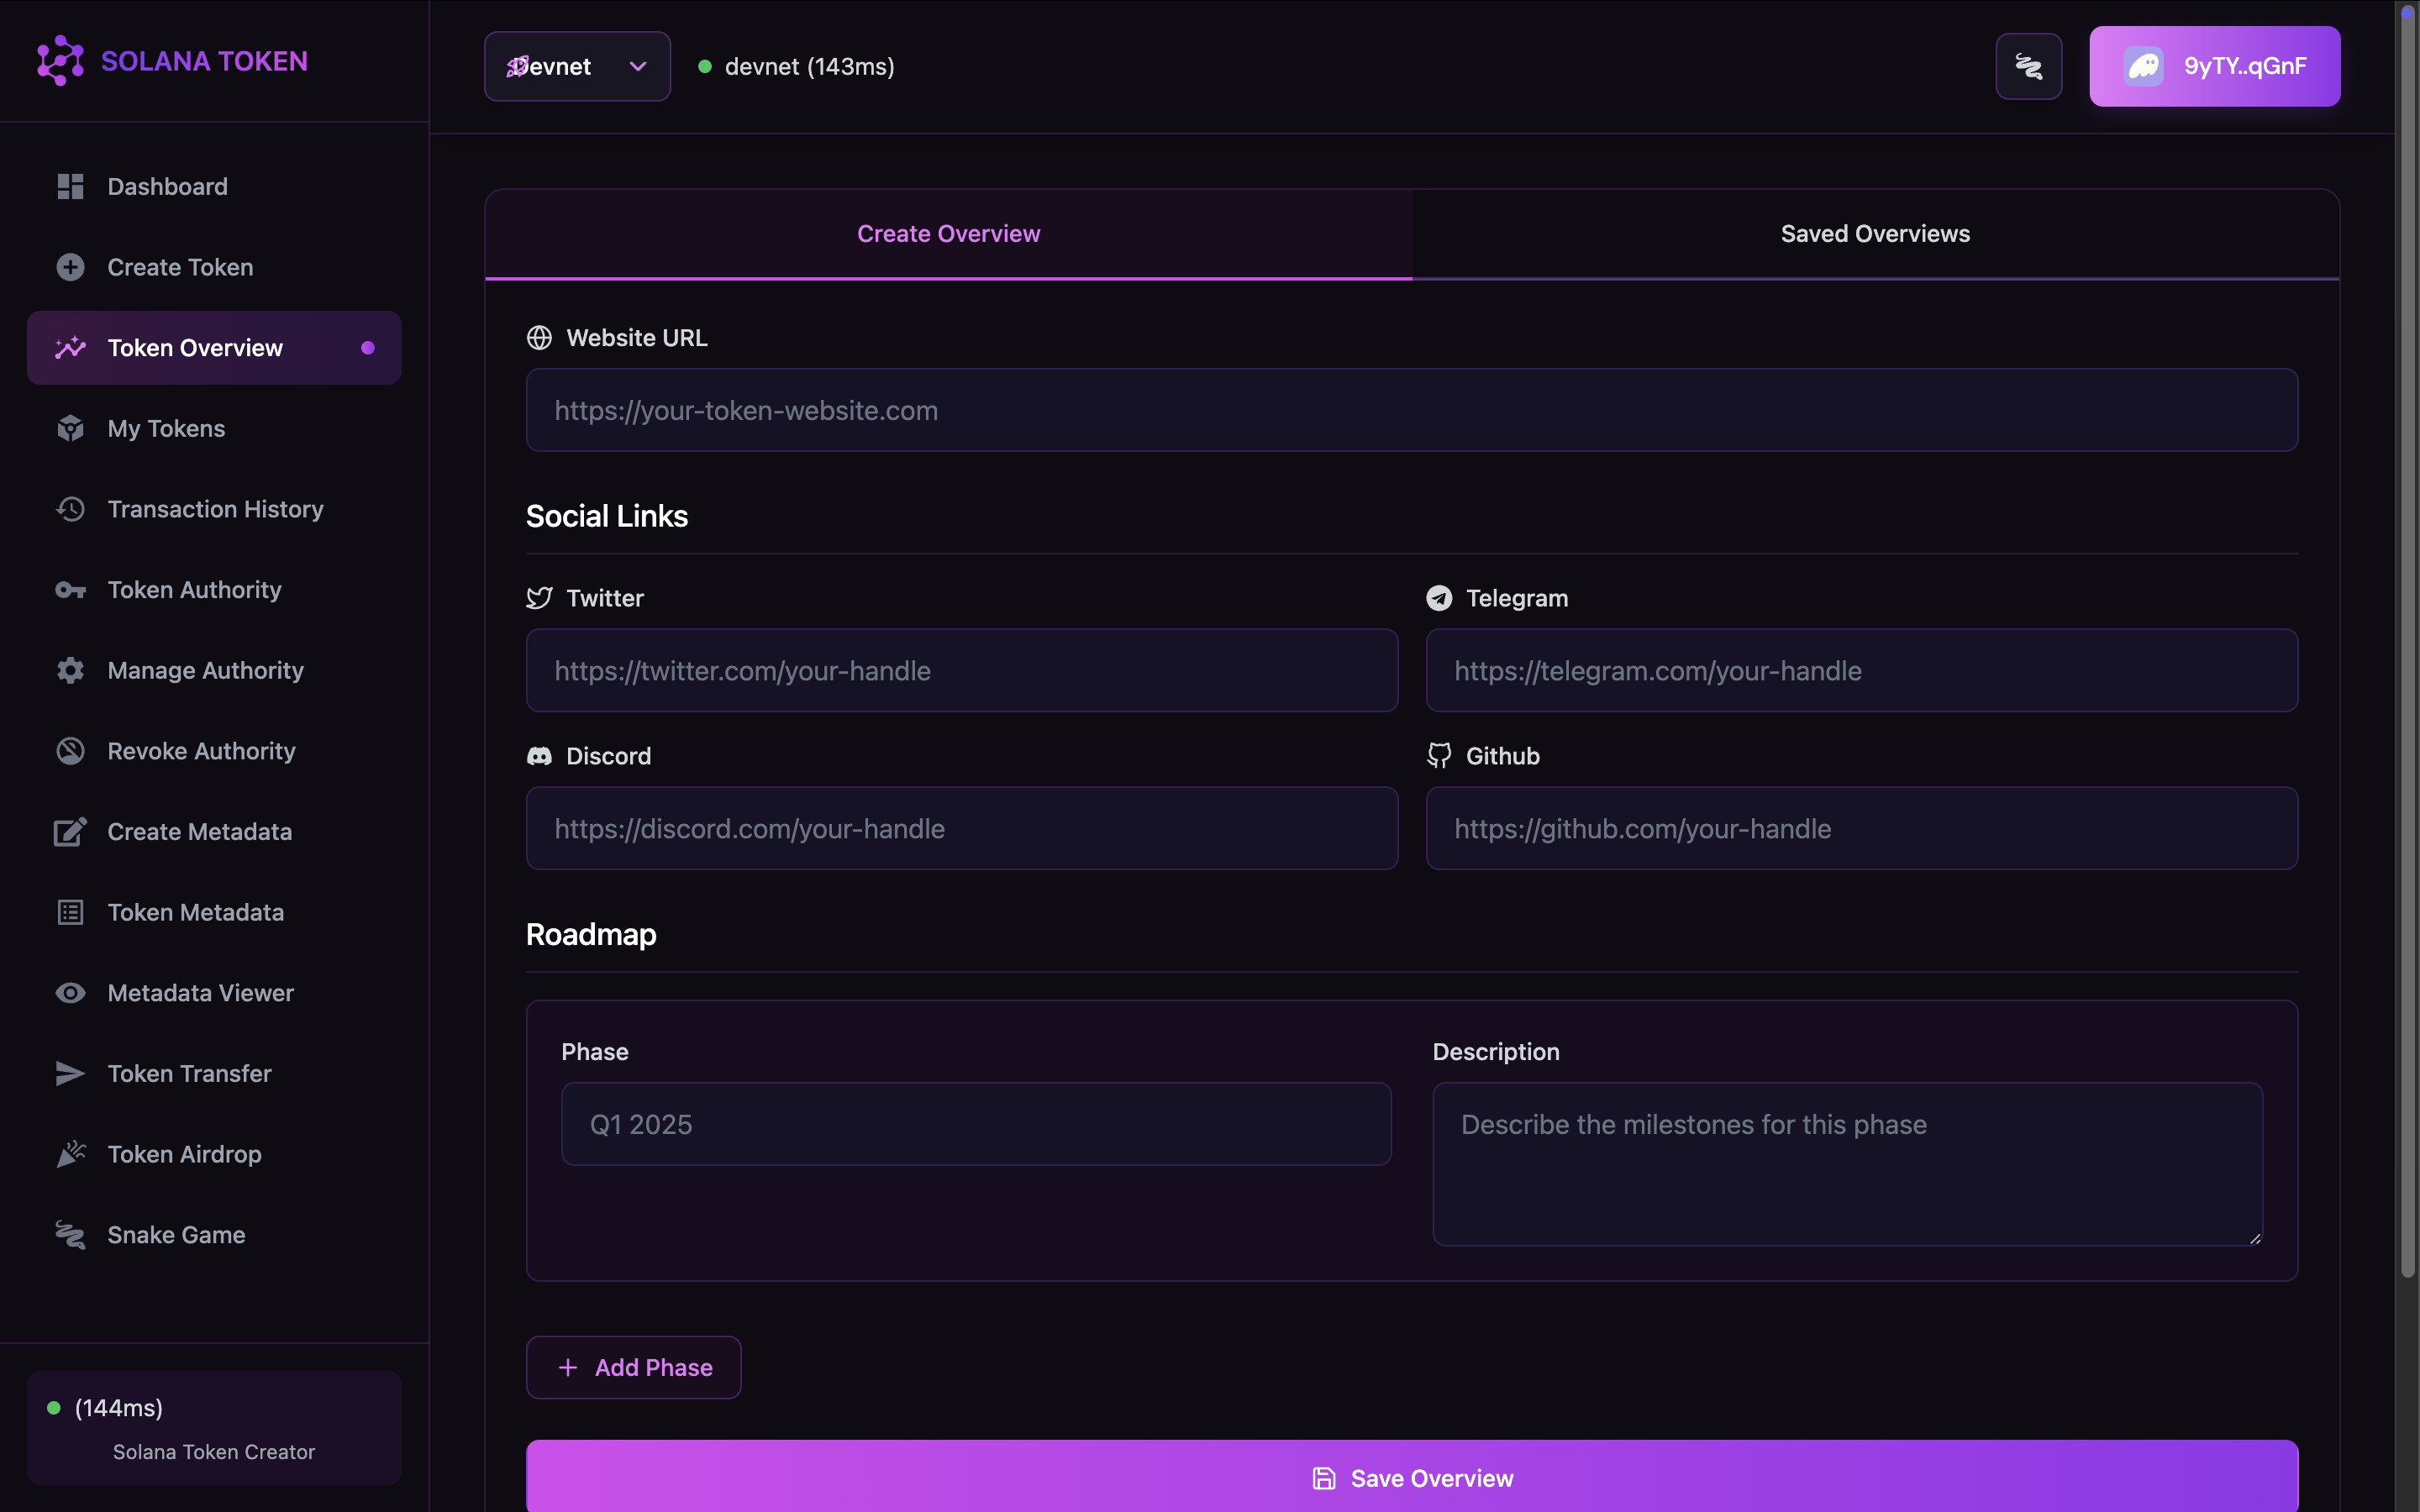 SOLANA TOKEN
Dashboard
Create Token
Token Overview
My Tokens
Transaction History
Token Authority
Manage Authority
Revoke Authority
Create Metadata
Token Metadata
Metadata Viewer
Token Transfer
Token Airdrop
Snake Game
(144ms)
Solana Token Creator
Devnet
devnet (143ms)
9yTY..qGnF
Create Overview
Saved Overviews
Website URL
https://your-token-website.com
Social Links
Twitter
Telegram
https://twitter.com/your-handle
https://telegram.com/your-handle
Discord
Github
https://discord.com/your-handle
https://github.com/your-handle
Roadmap
Phase
Description
Q1 2025
Describe the milestones for this phase
Add Phase
Save Overview